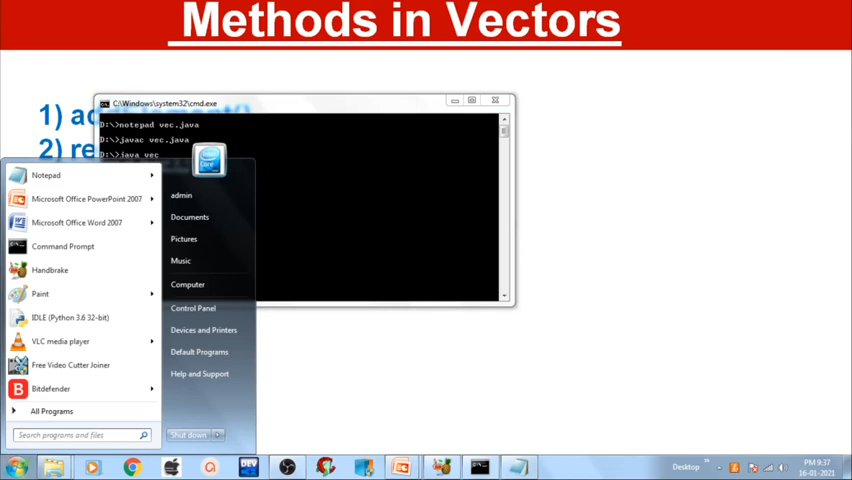 Methods in Vectors
1) ad
2) re
C:\Windows\system32\cmd.exe
D:\>notepad vec.java
D:\>javac vec.java
D:\>java vec
Notepad
Microsoft Office PowerPoint 2007
Microsoft Office Word 2007
Command Prompt
Handbrake
Paint
IDLE (Python 3.6 32-bit)
VLC media player
Free Video Cutter Joiner
Bitdefender
All Programs
Search programs and files
admin
Documents
Pictures
Music
Computer
Control Panel
Devices and Printers
Default Programs
Help and Support
Shut down
DEV
Desktop
PM 9:37
16-01-2021